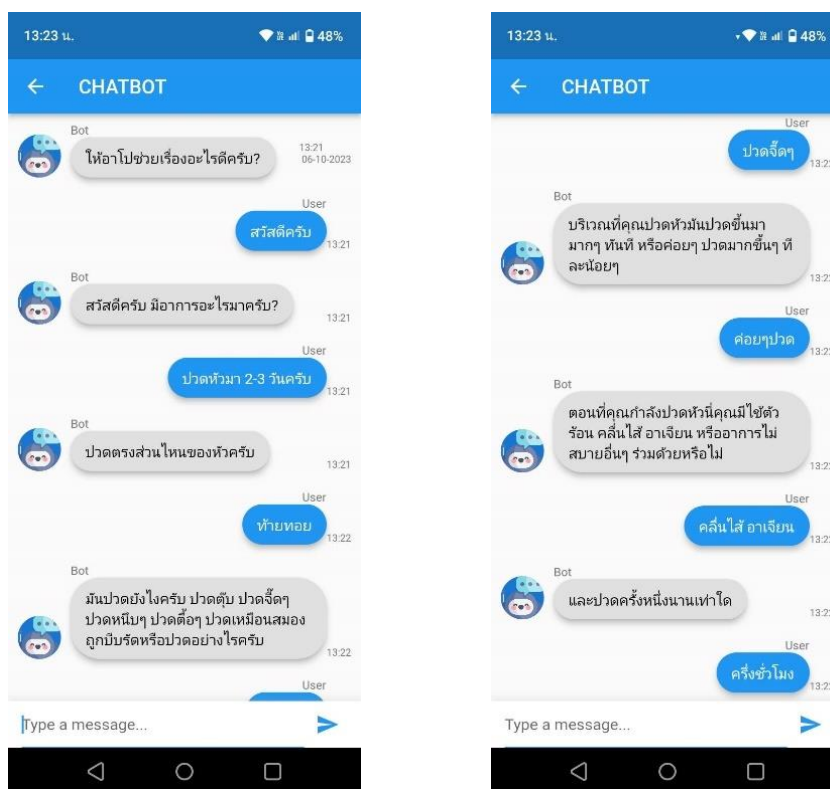 13:23 น.
48%
CHATBOT
Bot
ให้อาโปช่วยเรื่องอะไรดีครับ?
13:21
06-10-2023
User
สวัสดีครับ
13:21
Bot
สวัสดีครับ มีอาการอะไรมาครับ?
13:21
User
ปวดหัวมา 2-3 วันครับ
13:21
Bot
ปวดตรงส่วนไหนของหัวครับ
13:21
User
ท้ายทอย
13:22
Bot
มันปวดยังไงครับ ปวดตุ๊บ ปวดจี๊ดๆ
ปวดหนึบๆ ปวดตื้อๆ ปวดเหมือนสมอง
ถูกบีบรัดหรือปวดอย่างไรครับ
13:22
User
Type a message...
13:23 น.
48%
CHATBOT
User
ปวดจี๊ดๆ
Bot
บริเวณที่คุณปวดหัวมันปวดขึ้นมา
มากๆ ทันที หรือค่อยๆ ปวดมากขึ้นๆ ที
ละน้อยๆ
User
ค่อยๆปวด
Bot
ตอนที่คุณกำลังปวดหัวนี่คุณมีไข้ตัว
ร้อน คลื่นไส้ อาเจียน หรืออาการไม่
สบายอื่นๆ ร่วมด้วยหรือไม่
User
คลื่นไส้ อาเจียน
Bot
และปวดครั้งหนึ่งนานเท่าใด
User
ครึ่งชั่วโมง
Type a message...